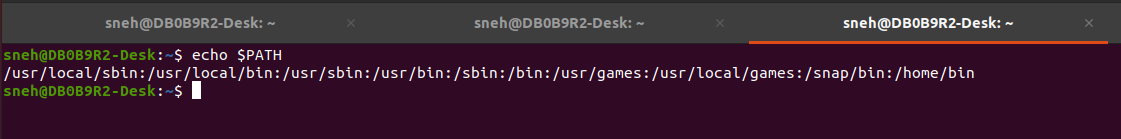 sneh@DB0B9R2-Desk: ~ × sneh@DB0B9R2-Desk: ~ × sneh@DB0B9R2-Desk: ~ ×
sneh@DB0B9R2-Desk:~$ echo $PATH
/usr/local/sbin:/usr/local/bin:/usr/sbin:/usr/bin:/sbin:/bin:/usr/games:/usr/local/games:/snap/bin:/home/bin
sneh@DB0B9R2-Desk:~$